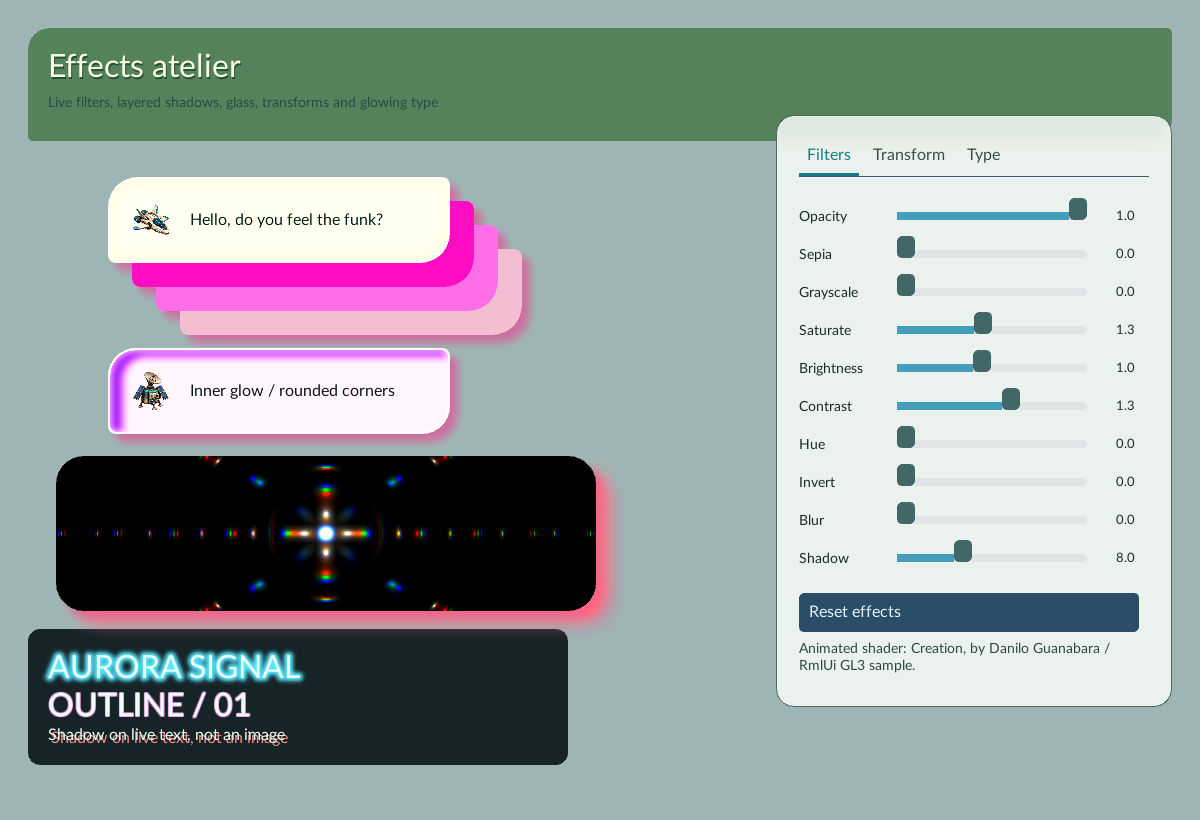 Effects atelier
Live filters, layered shadows, glass, transforms and glowing type
Hello, do you feel the funk?
Inner glow / rounded corners
AURORA SIGNAL
OUTLINE / 01
Shadow on live text, not an image
Filters Transform Type
Opacity 1.0
Sepia 0.0
Grayscale 0.0
Saturate 1.3
Brightness 1.0
Contrast 1.3
Hue 0.0
Invert 0.0
Blur 0.0
Shadow 8.0
Reset effects
Animated shader: Creation, by Danilo Guanabara /
RmlUi GL3 sample.